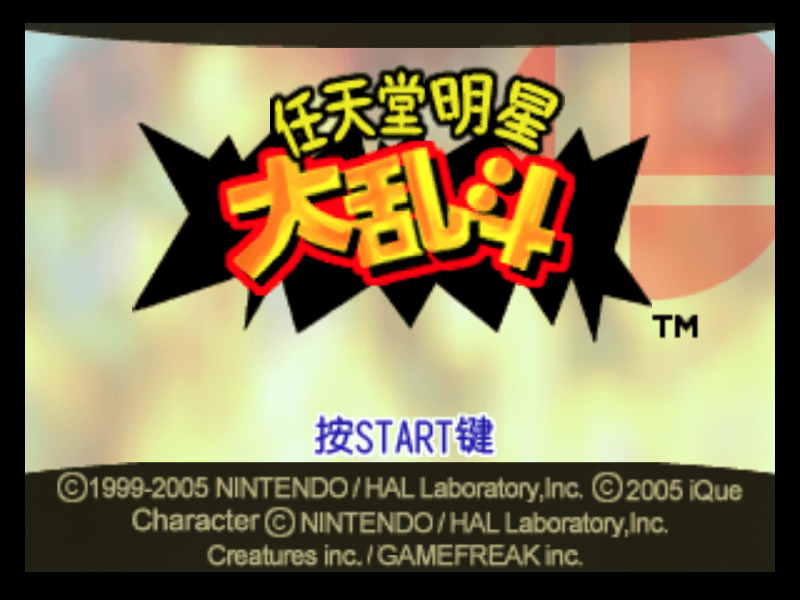 任天堂明星
大乱斗
TM
按START键
©1999-2005 NINTENDO / HAL Laboratory,Inc. ©2005 iQue
Character © NINTENDO / HAL Laboratory,Inc.
Creatures inc. / GAMEFREAK inc.